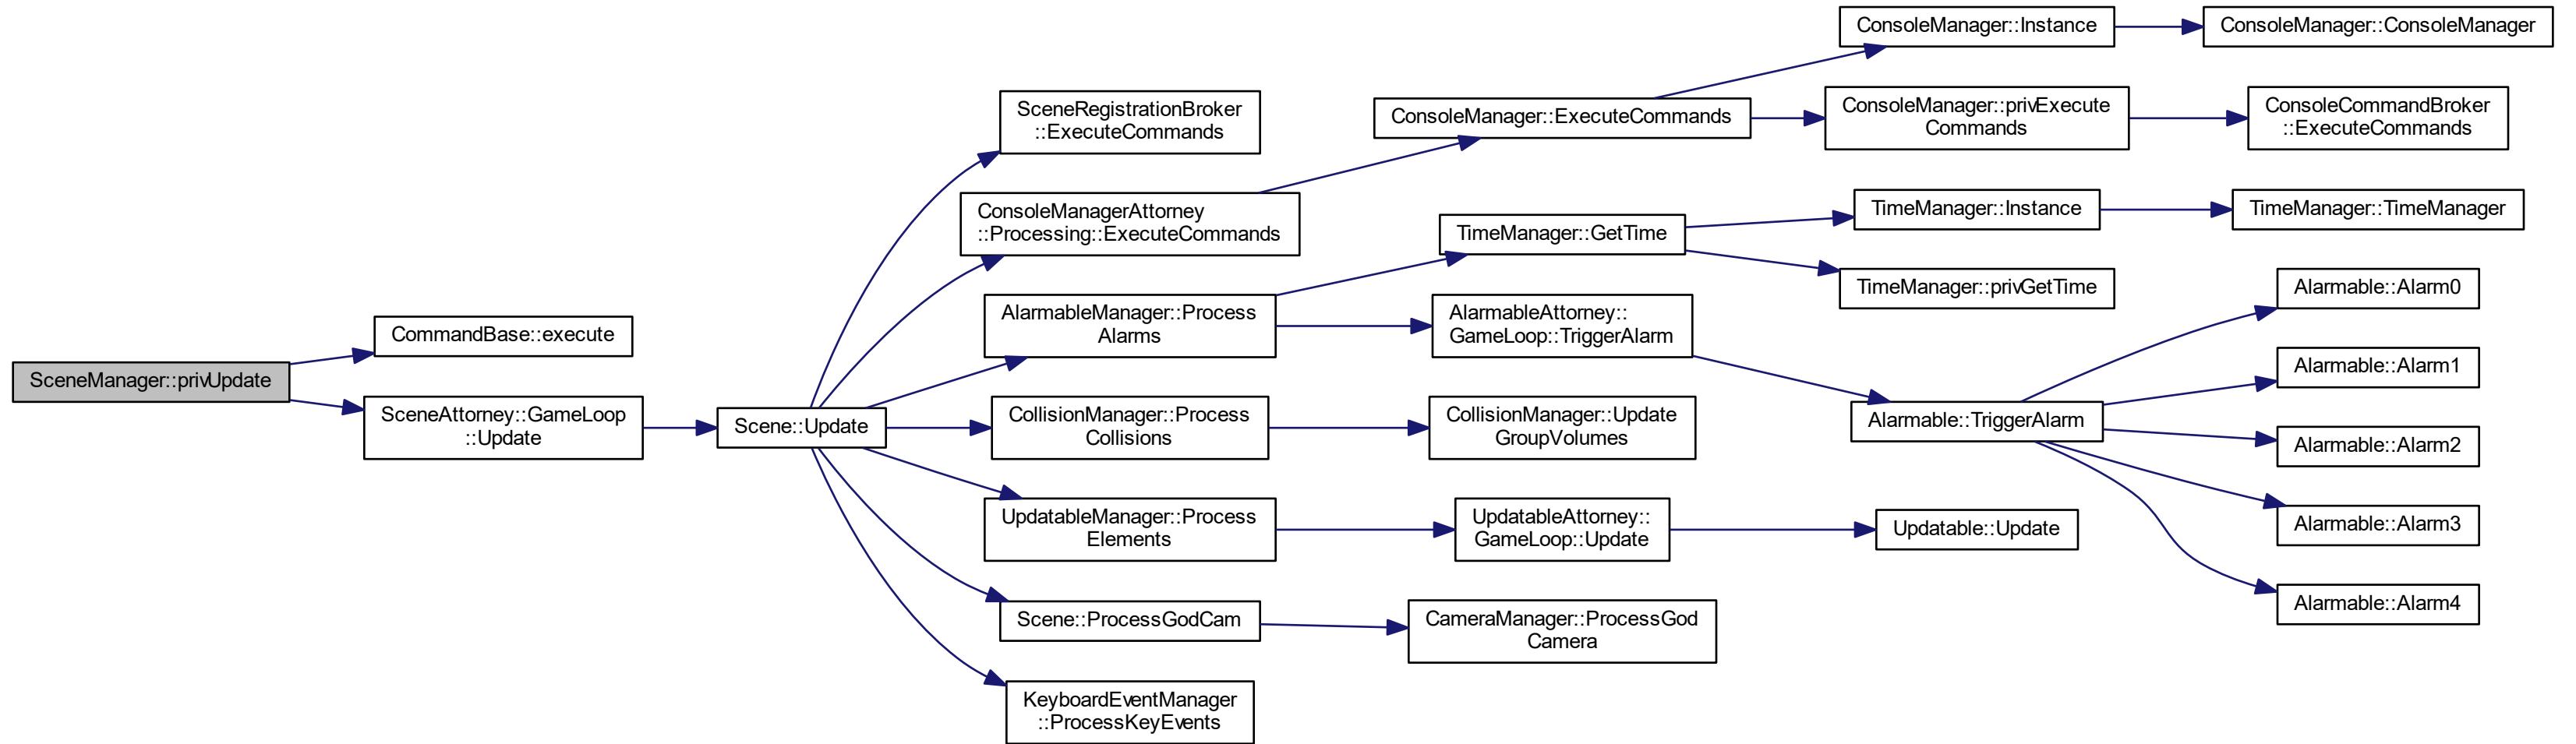 SceneManager::privUpdate
CommandBase::execute
SceneAttorney::GameLoop
::Update
Scene::Update
SceneRegistrationBroker
::ExecuteCommands
ConsoleManagerAttorney
::Processing::ExecuteCommands
AlarmableManager::Process
Alarms
CollisionManager::Process
Collisions
UpdatableManager::Process
Elements
Scene::ProcessGodCam
KeyboardEventManager
::ProcessKeyEvents
ConsoleManager::ExecuteCommands
TimeManager::GetTime
AlarmableAttorney::
GameLoop::TriggerAlarm
CollisionManager::Update
GroupVolumes
UpdatableAttorney::
GameLoop::Update
CameraManager::ProcessGod
Camera
ConsoleManager::Instance
ConsoleManager::privExecute
Commands
TimeManager::Instance
TimeManager::privGetTime
Alarmable::TriggerAlarm
Updatable::Update
ConsoleManager::ConsoleManager
ConsoleCommandBroker
::ExecuteCommands
TimeManager::TimeManager
Alarmable::Alarm0
Alarmable::Alarm1
Alarmable::Alarm2
Alarmable::Alarm3
Alarmable::Alarm4